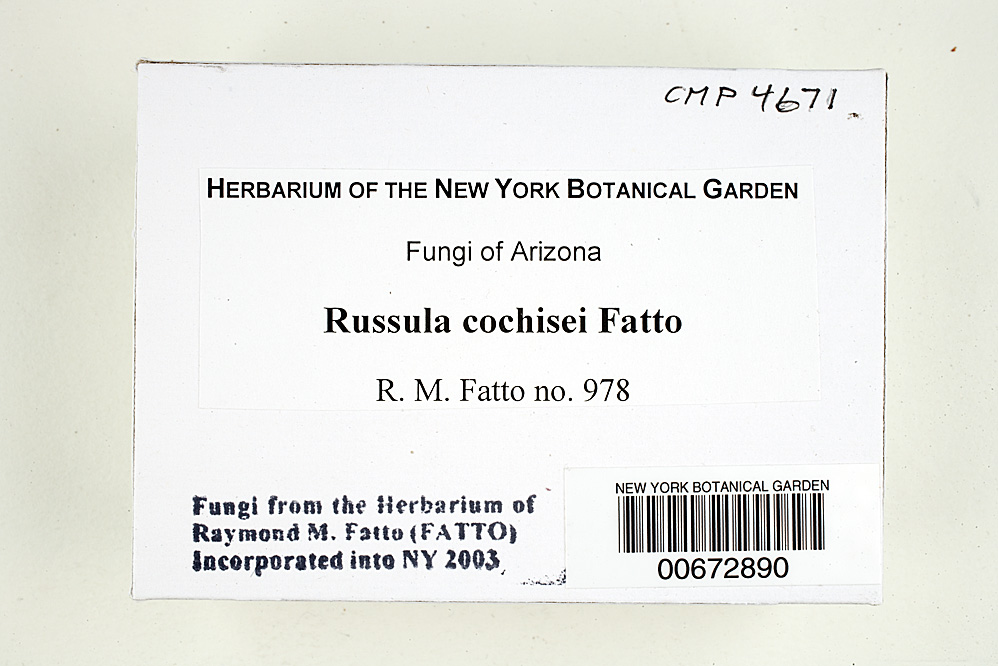 CMP 4671
HERBARIUM OF THE NEW YORK BOTANICAL GARDEN
Fungi of Arizona
Russula cochisei Fatto
R. M. Fatto no. 978
Fungi from the Herbarium of
Raymond M. Fatto (FATTO)
Incorporated into NY 2003
NEW YORK BOTANICAL GARDEN
00672890